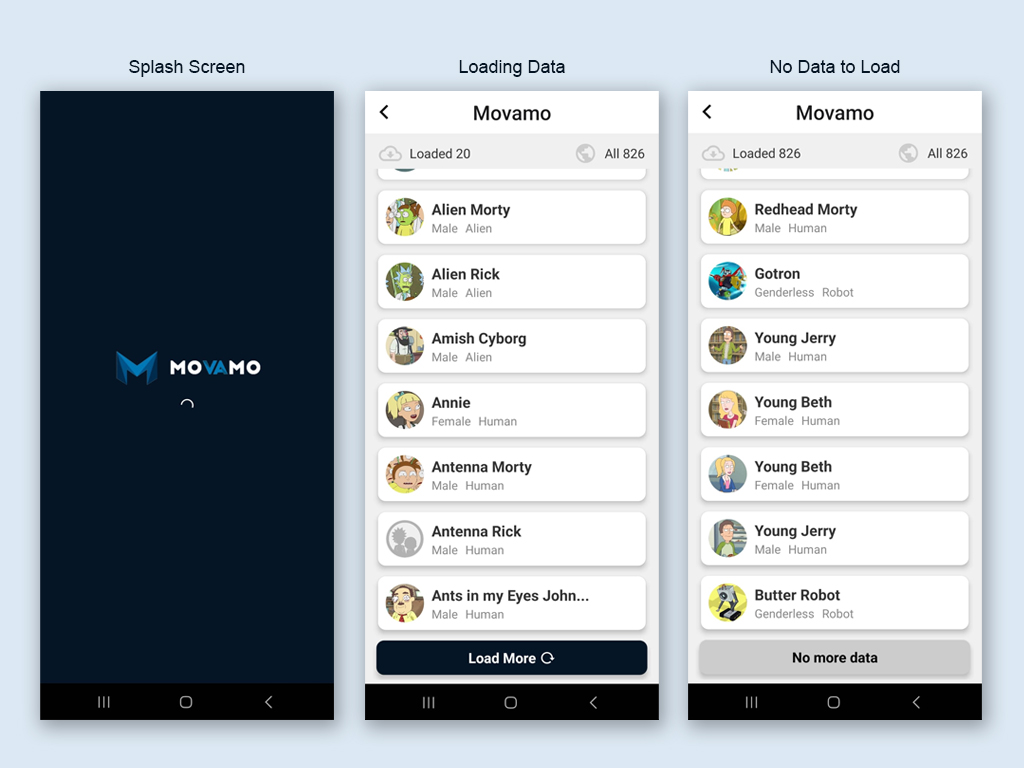 Splash Screen
MOVAMO
Loading Data
Movamo
Loaded 20 All 826
Alien Morty
Male Alien
Alien Rick
Male Alien
Amish Cyborg
Male Alien
Annie
Female Human
Antenna Morty
Male Human
Antenna Rick
Male Human
Ants in my Eyes John...
Male Human
Load More
No Data to Load
Movamo
Loaded 826 All 826
Redhead Morty
Male Human
Gotron
Genderless Robot
Young Jerry
Male Human
Young Beth
Female Human
Young Beth
Female Human
Young Jerry
Male Human
Butter Robot
Genderless Robot
No more data